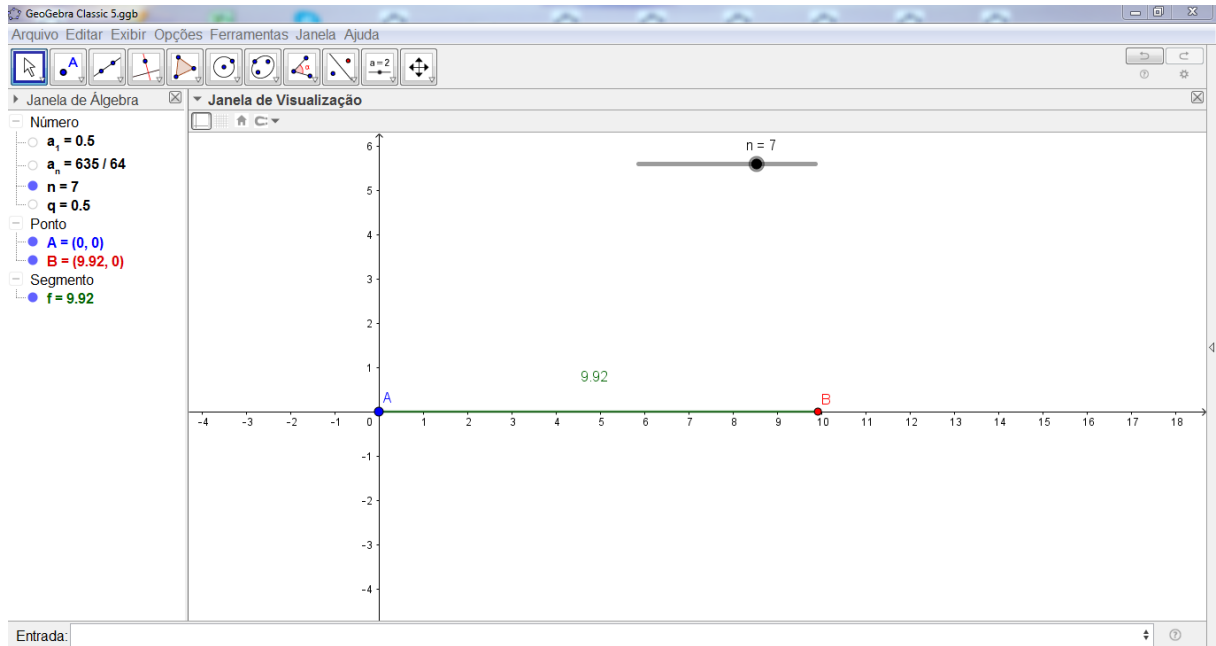 GeoGebra Classic 5.ggb
Arquivo Editar Exibir Opções Ferramentas Janela Ajuda
A
a = 2
Janela de Álgebra
Janela de Visualização
Número
a₁ = 0.5
aₙ = 635 / 64
n = 7
q = 0.5
Ponto
A = (0, 0)
B = (9.92, 0)
Segmento
f = 9.92
n = 7
6
5
4
3
2
1
9.92
A
B
-4 -3 -2 -1 0 1 2 3 4 5 6 7 8 9 10 11 12 13 14 15 16 17 18
-1
-2
-3
-4
Entrada: